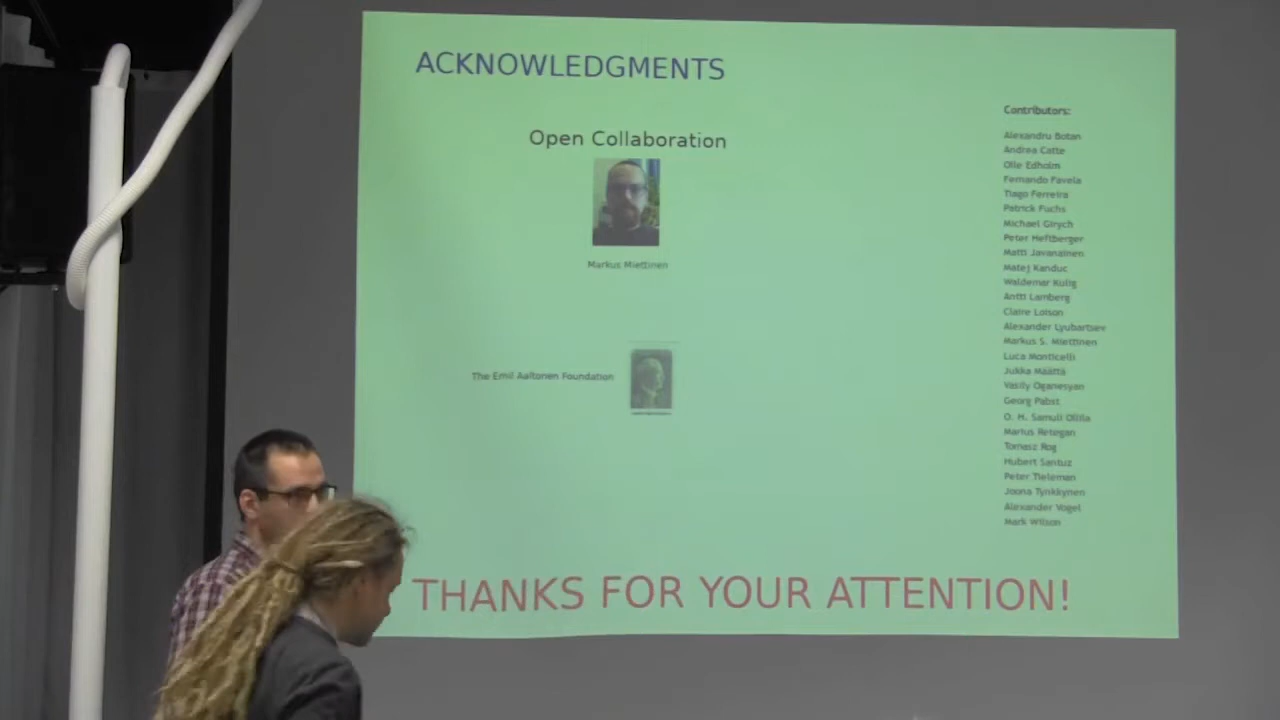 ACKNOWLEDGMENTS
Open Collaboration
Markus Miettinen
The Emil Aaltonen Foundation
Contributors:
Alexandru Botan
Andrea Catte
Olle Edholm
Fernando Favela
Tiago Ferreira
Patrick Fuchs
Michael Girych
Peter Heftberger
Matti Javanainen
Matej Kanduc
Waldemar Kulig
Antti Lamberg
Claire Loison
Alexander Lyubartsev
Markus S. Miettinen
Luca Monticelli
Jukka Määttä
Vasily Oganesyan
Georg Pabst
O. H. Samuli Ollila
Marius Retegan
Tomasz Rog
Hubert Santuz
Peter Tieleman
Joona Tynkkynen
Alexander Vogel
Mark Wilson
THANKS FOR YOUR ATTENTION!